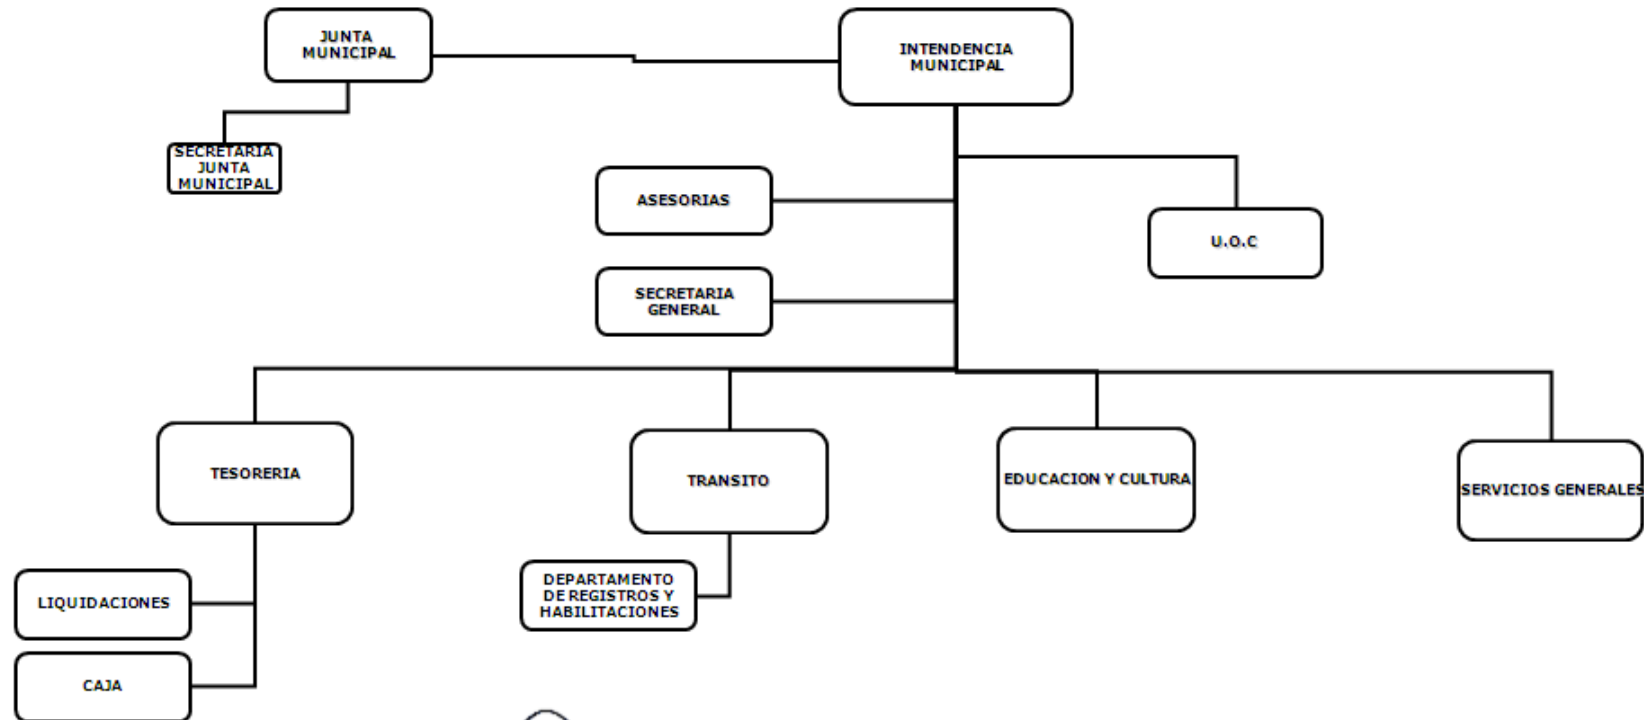 JUNTA
MUNICIPAL
INTENDENCIA
MUNICIPAL
SECRETARIA
JUNTA
MUNICIPAL
ASESORIAS
U.O.C
SECRETARIA
GENERAL
TESORERIA
TRANSITO
EDUCACION Y CULTURA
SERVICIOS GENERALES
DEPARTAMENTO
DE REGISTROS Y
HABILITACIONES
LIQUIDACIONES
CAJA